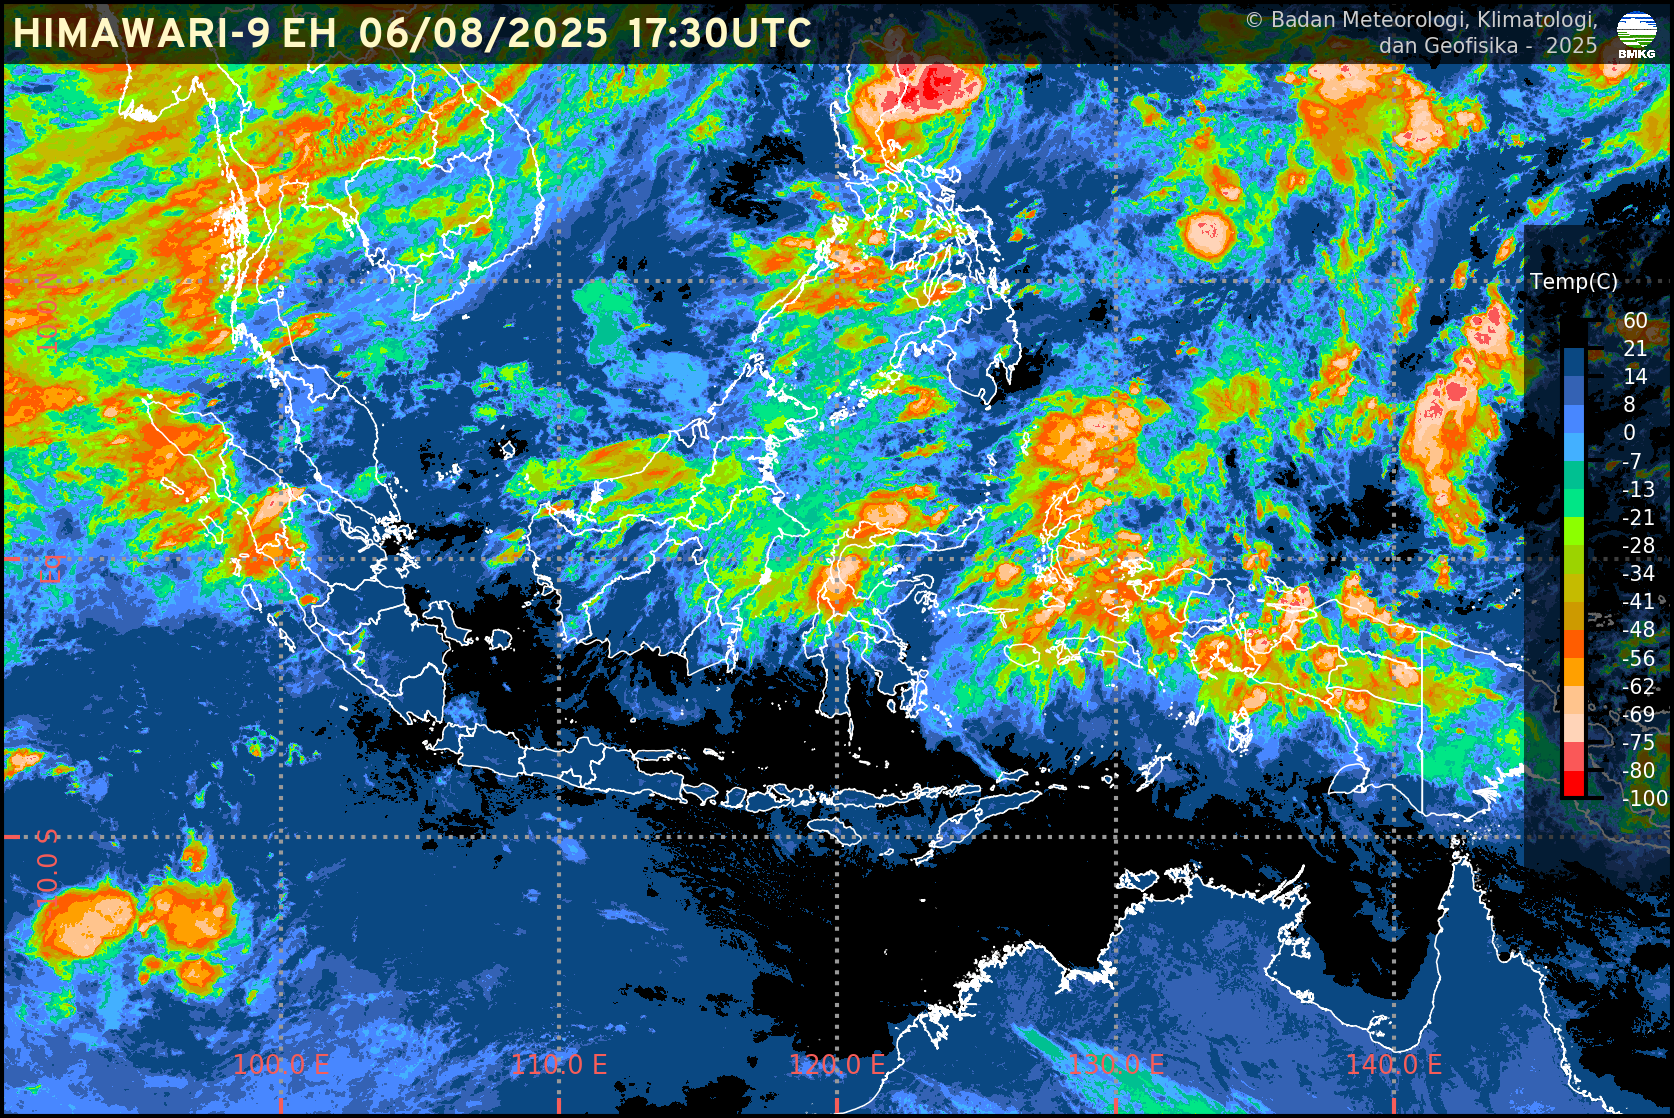 HIMAWARI-9 EH 06/08/2025 17:30UTC
© Badan Meteorologi, Klimatologi,
dan Geofisika - 2025
BMKG
Temp(C)
60
21
14
8
0
-7
-13
-21
-28
-34
-41
-48
-56
-62
-69
-75
-80
-100
10.0 N
Eq
10.0 S
100.0 E
110.0 E
120.0 E
130.0 E
140.0 E